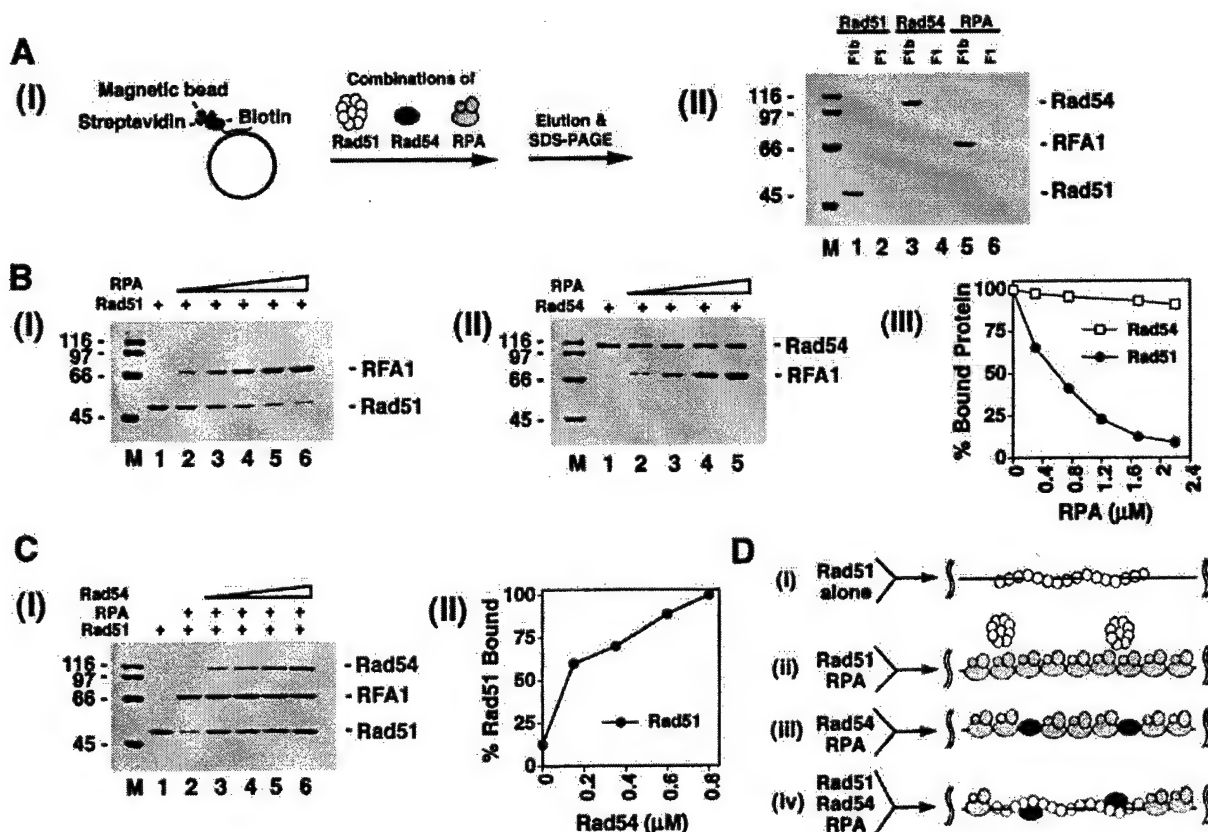 A
(I)
Magnetic bead
Streptavidin
Biotin
Combinations of
Rad51 Rad54 RPA
Elution &
SDS-PAGE
(II)
Rad51 Rad54 RPA
F1b F1 F1b F1 F1b F1
116 -
97 -
66 -
45 -
- Rad54
- RFA1
- Rad51
M 1 2 3 4 5 6
B
(I)
RPA
Rad51 + + + + + +
116 -
97 -
66 -
45 -
- RFA1
- Rad51
M 1 2 3 4 5 6
(II)
RPA
Rad54 + + + + +
116 -
97 -
66 -
45 -
- Rad54
- RFA1
M 1 2 3 4 5
(III)
% Bound Protein
100
75
50
25
0
Rad54
Rad51
0 0.4 0.8 1.2 1.6 2 2.4
RPA (μM)
C
(I)
Rad54
RPA + + + + +
Rad51 + + + + + +
116 -
97 -
66 -
45 -
- Rad54
- RFA1
- Rad51
M 1 2 3 4 5 6
(II)
% Rad51 Bound
100
75
50
25
0
Rad51
0 0.2 0.4 0.6 0.8
Rad54 (μM)
D
(i) Rad51
alone
(ii) Rad51
RPA
(iii) Rad54
RPA
(iv) Rad51
Rad54
RPA